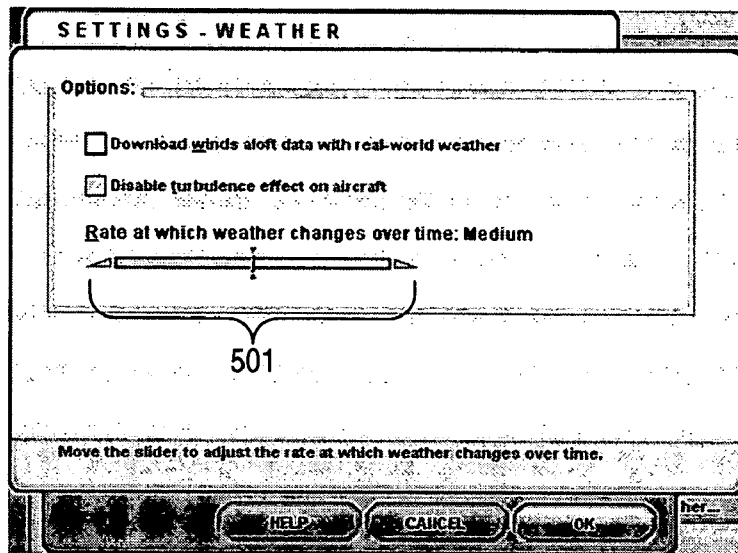 SETTINGS - WEATHER
Options:
Download winds aloft data with real-world weather
Disable turbulence effect on aircraft
Rate at which weather changes over time: Medium
501
Move the slider to adjust the rate at which weather changes over time.
HELP CANCEL OK
her...